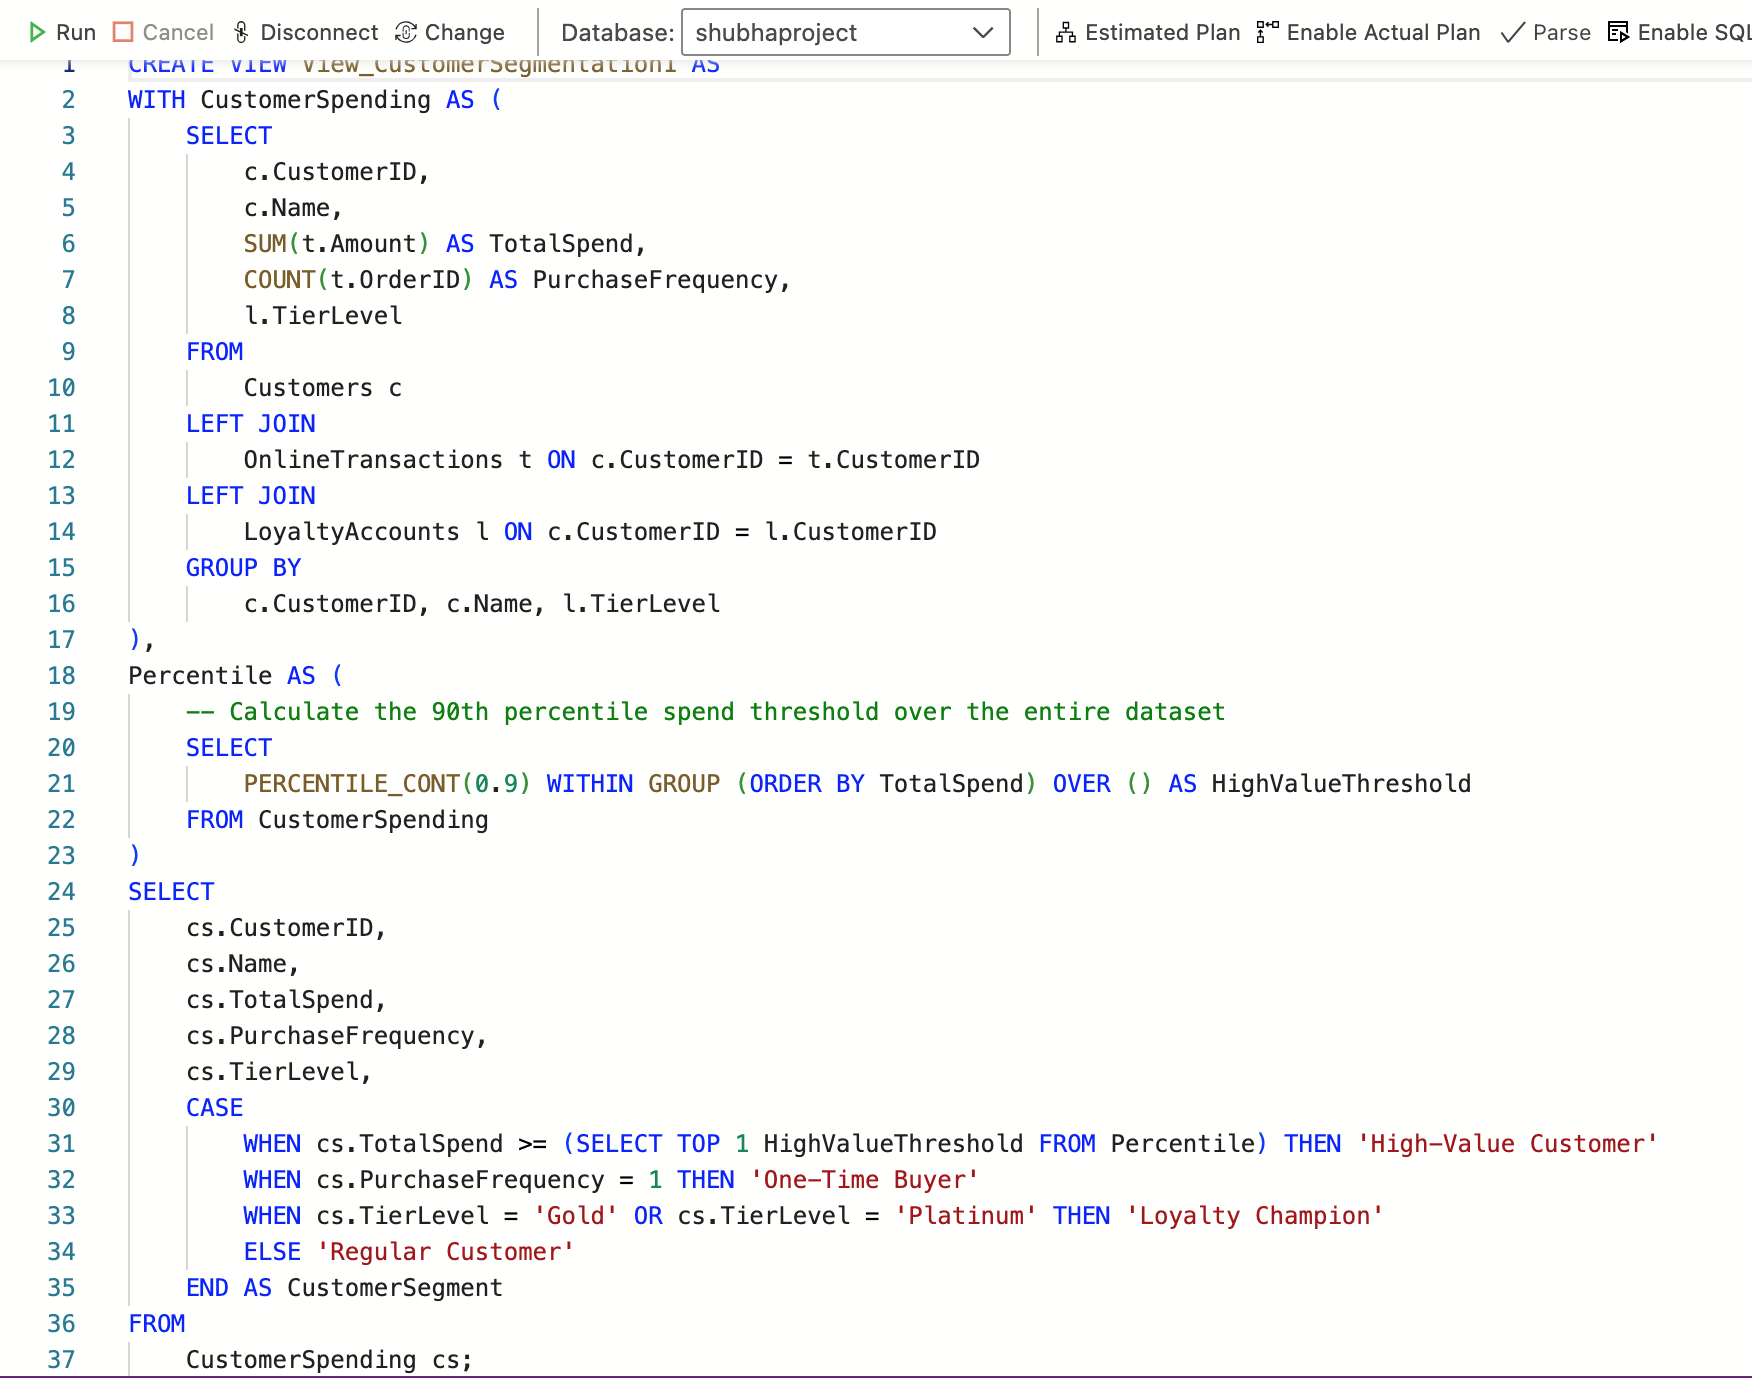 Run Cancel Disconnect Change Database: shubhaproject Estimated Plan Enable Actual Plan Parse Enable SQL
1 CREATE VIEW View_CustomerSegmentation1 AS
2 WITH CustomerSpending AS (
3 SELECT
4 c.CustomerID,
5 c.Name,
6 SUM(t.Amount) AS TotalSpend,
7 COUNT(t.OrderID) AS PurchaseFrequency,
8 l.TierLevel
9 FROM
10 Customers c
11 LEFT JOIN
12 OnlineTransactions t ON c.CustomerID = t.CustomerID
13 LEFT JOIN
14 LoyaltyAccounts l ON c.CustomerID = l.CustomerID
15 GROUP BY
16 c.CustomerID, c.Name, l.TierLevel
17 ),
18 Percentile AS (
19 -- Calculate the 90th percentile spend threshold over the entire dataset
20 SELECT
21 PERCENTILE_CONT(0.9) WITHIN GROUP (ORDER BY TotalSpend) OVER () AS HighValueThreshold
22 FROM CustomerSpending
23 )
24 SELECT
25 cs.CustomerID,
26 cs.Name,
27 cs.TotalSpend,
28 cs.PurchaseFrequency,
29 cs.TierLevel,
30 CASE
31 WHEN cs.TotalSpend >= (SELECT TOP 1 HighValueThreshold FROM Percentile) THEN 'High-Value Customer'
32 WHEN cs.PurchaseFrequency = 1 THEN 'One-Time Buyer'
33 WHEN cs.TierLevel = 'Gold' OR cs.TierLevel = 'Platinum' THEN 'Loyalty Champion'
34 ELSE 'Regular Customer'
35 END AS CustomerSegment
36 FROM
37 CustomerSpending cs;